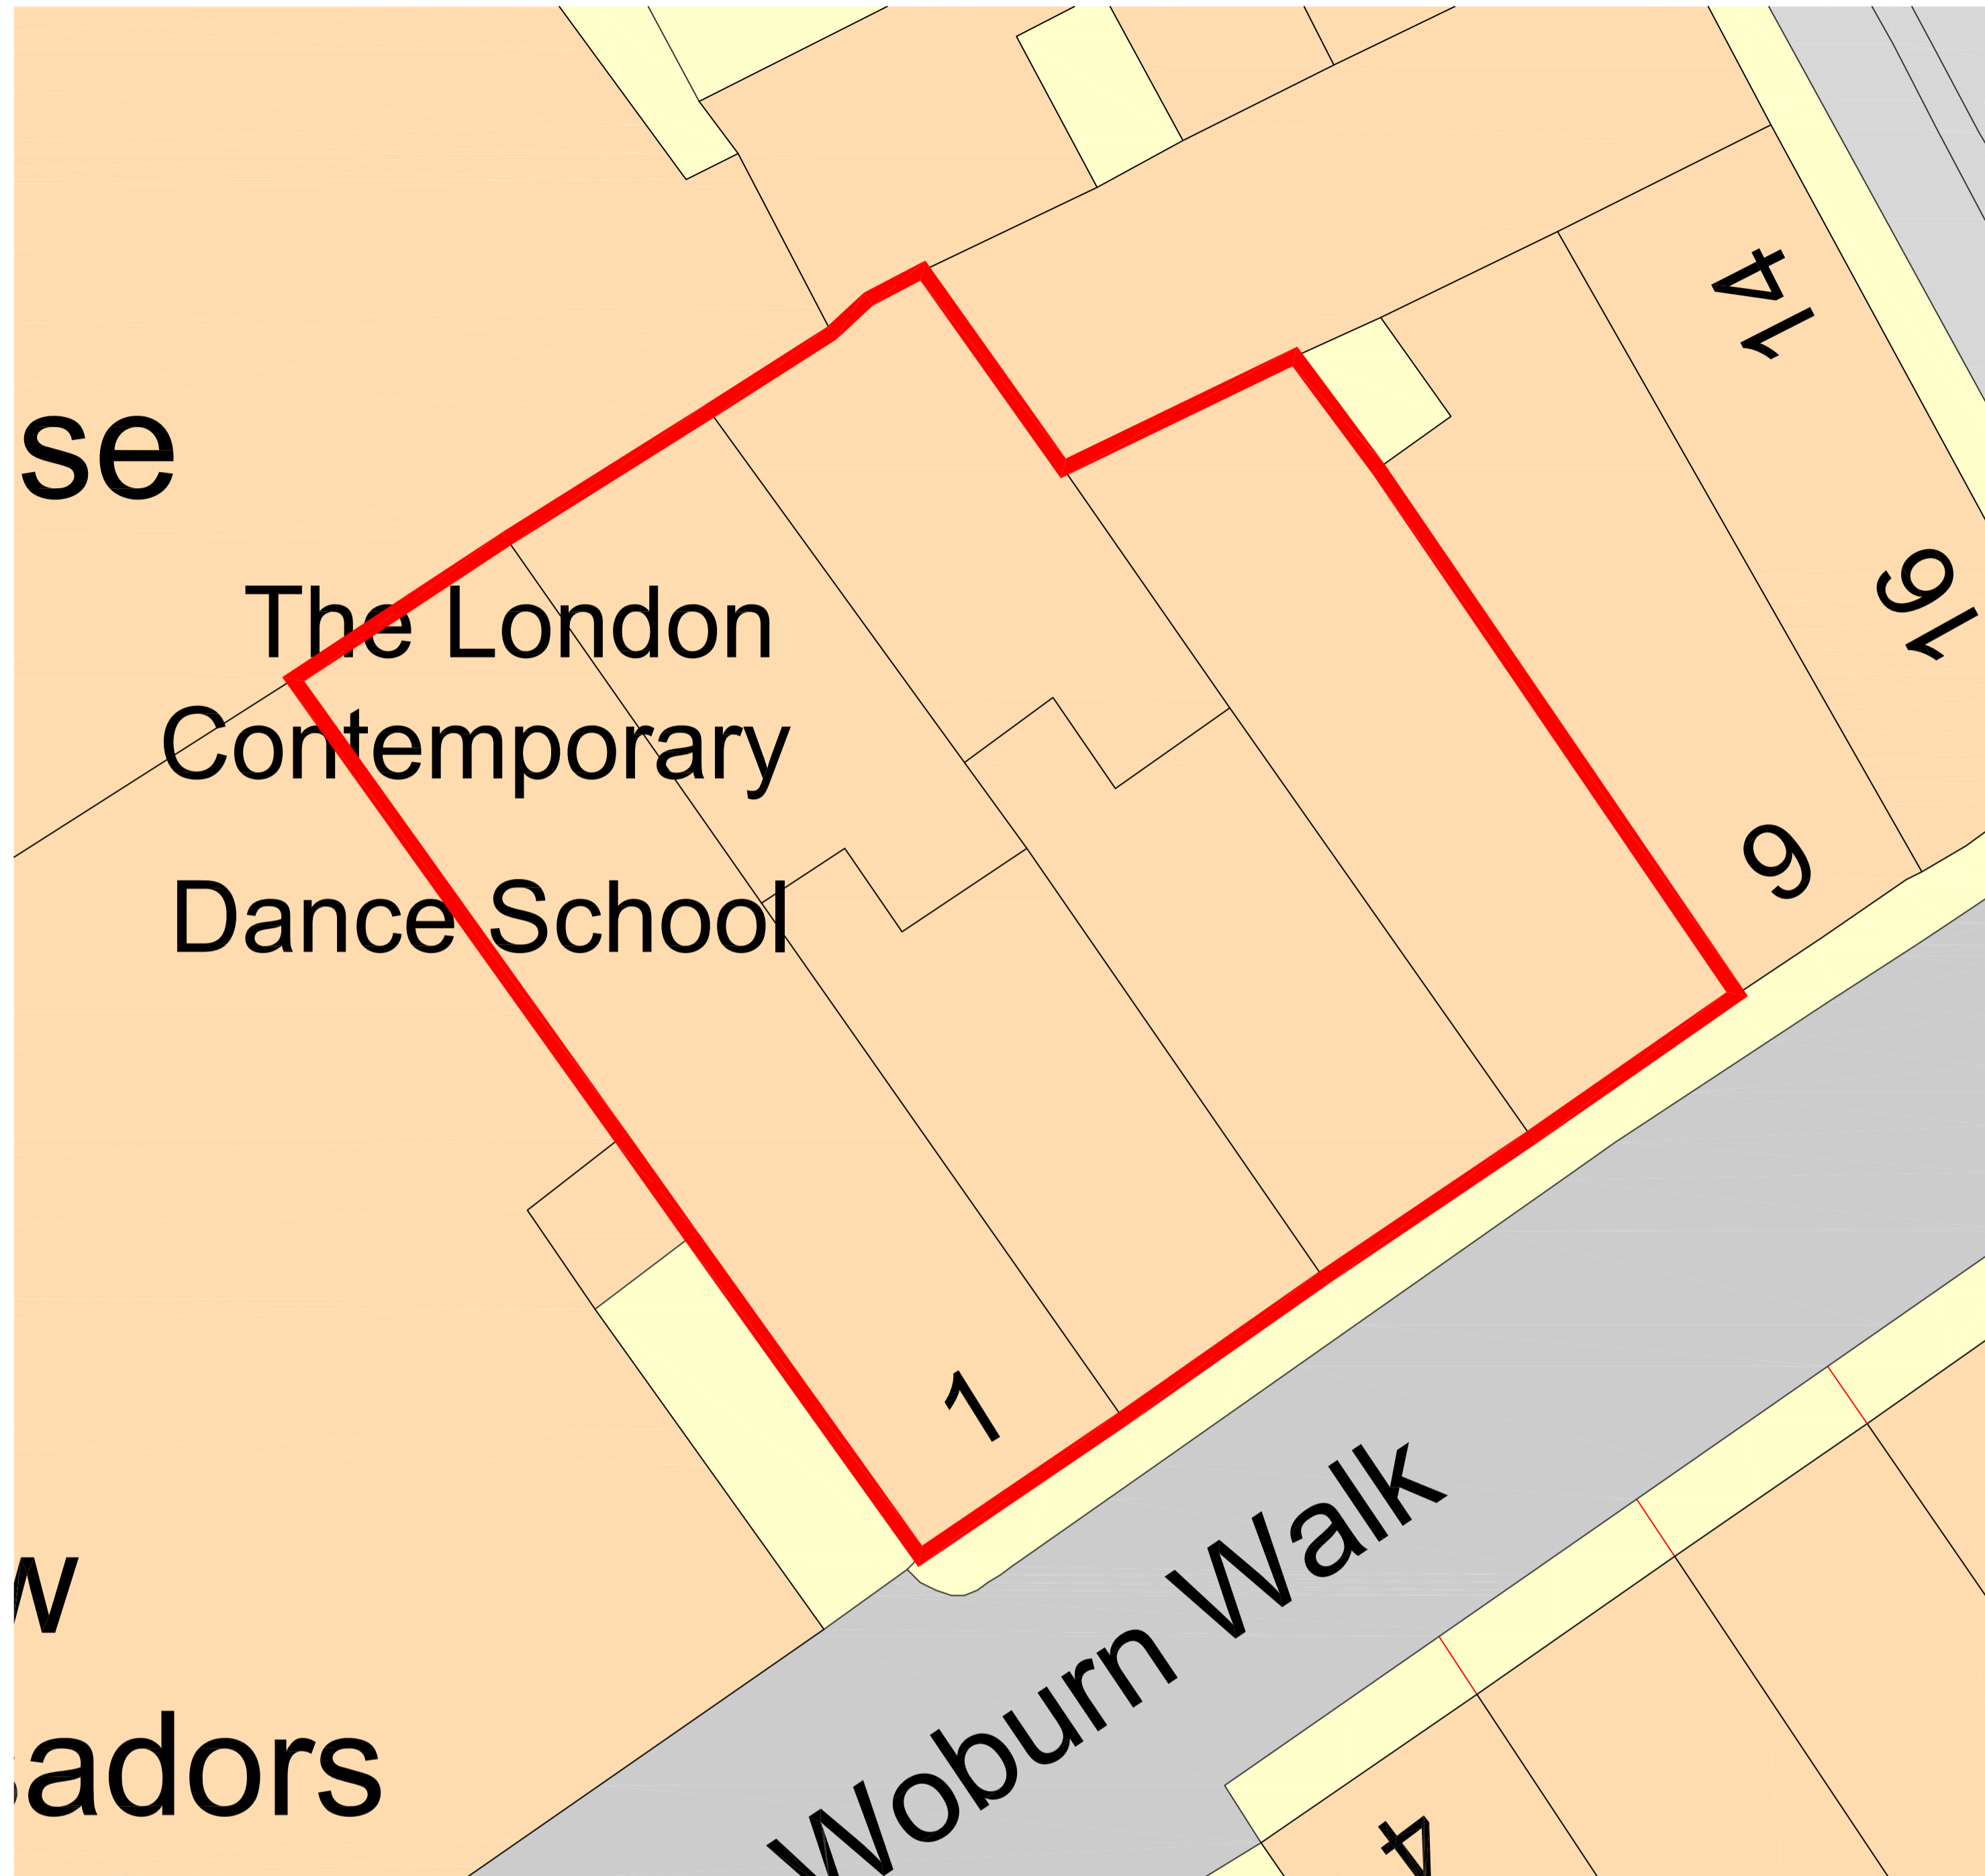 14
se
16
The London
Contemporary
Dance School
9
1
Woburn Walk
w
adors
4